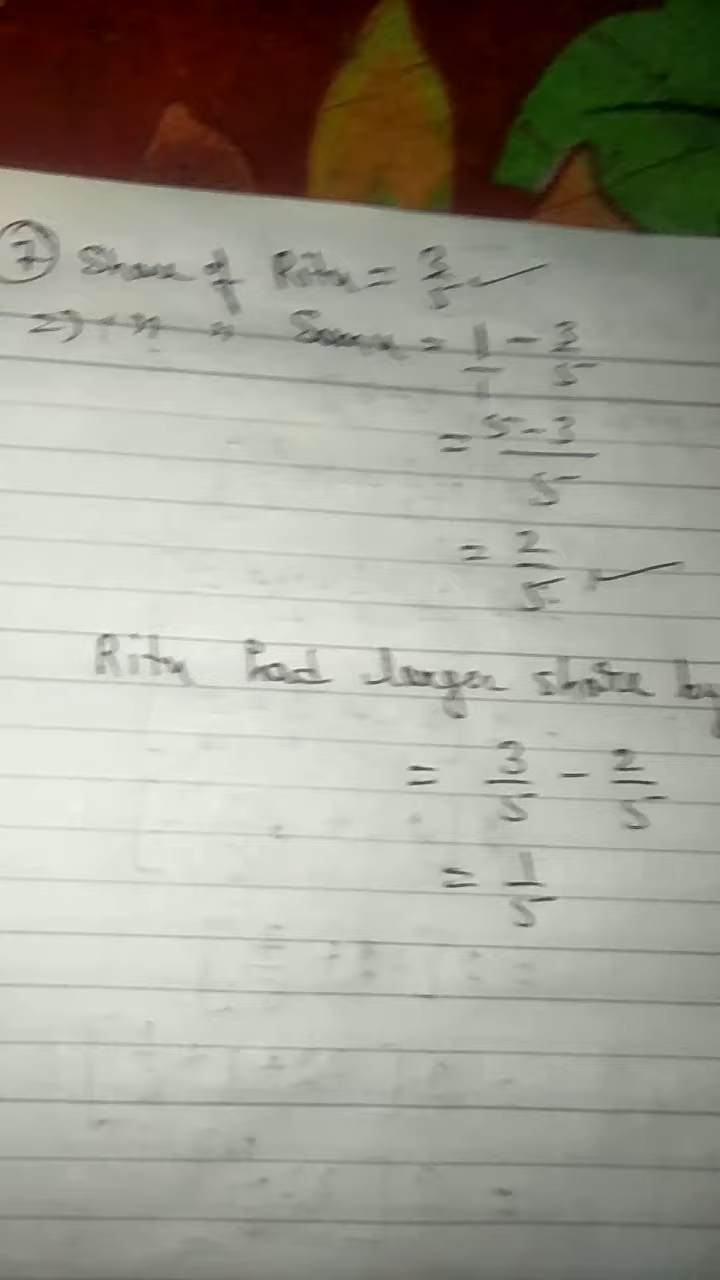 ⑦ Share of Ritu = 3/5 ✓
⇒ " " " Somu = 1/1 - 3/5
= 5-3/5
= 2/5 ✓
Ritu had larger share by
= 3/5 - 2/5
= 1/5